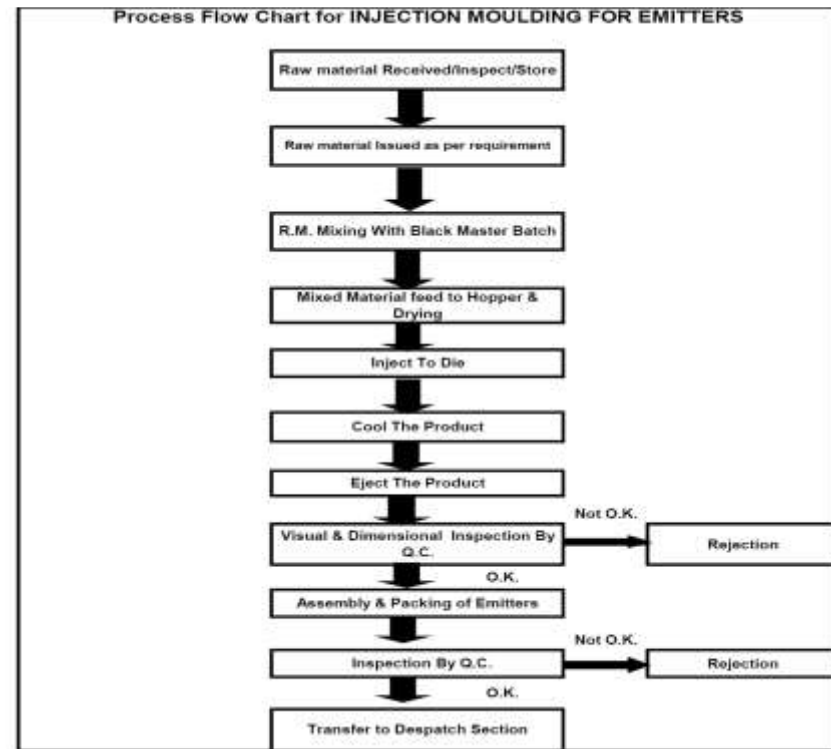 Process Flow Chart for INJECTION MOULDING FOR EMITTERS
Raw material Received/Inspect/Store
Raw material Issued as per requirement
R.M. Mixing With Black Master Batch
Mixed Material feed to Hopper &
Drying
Inject To Die
Cool The Product
Eject The Product
Not O.K.
Visual & Dimensional Inspection By
Q.C.
Rejection
O.K.
Assembly & Packing of Emitters
Not O.K.
Inspection By Q.C.
Rejection
O.K.
Transfer to Despatch Section